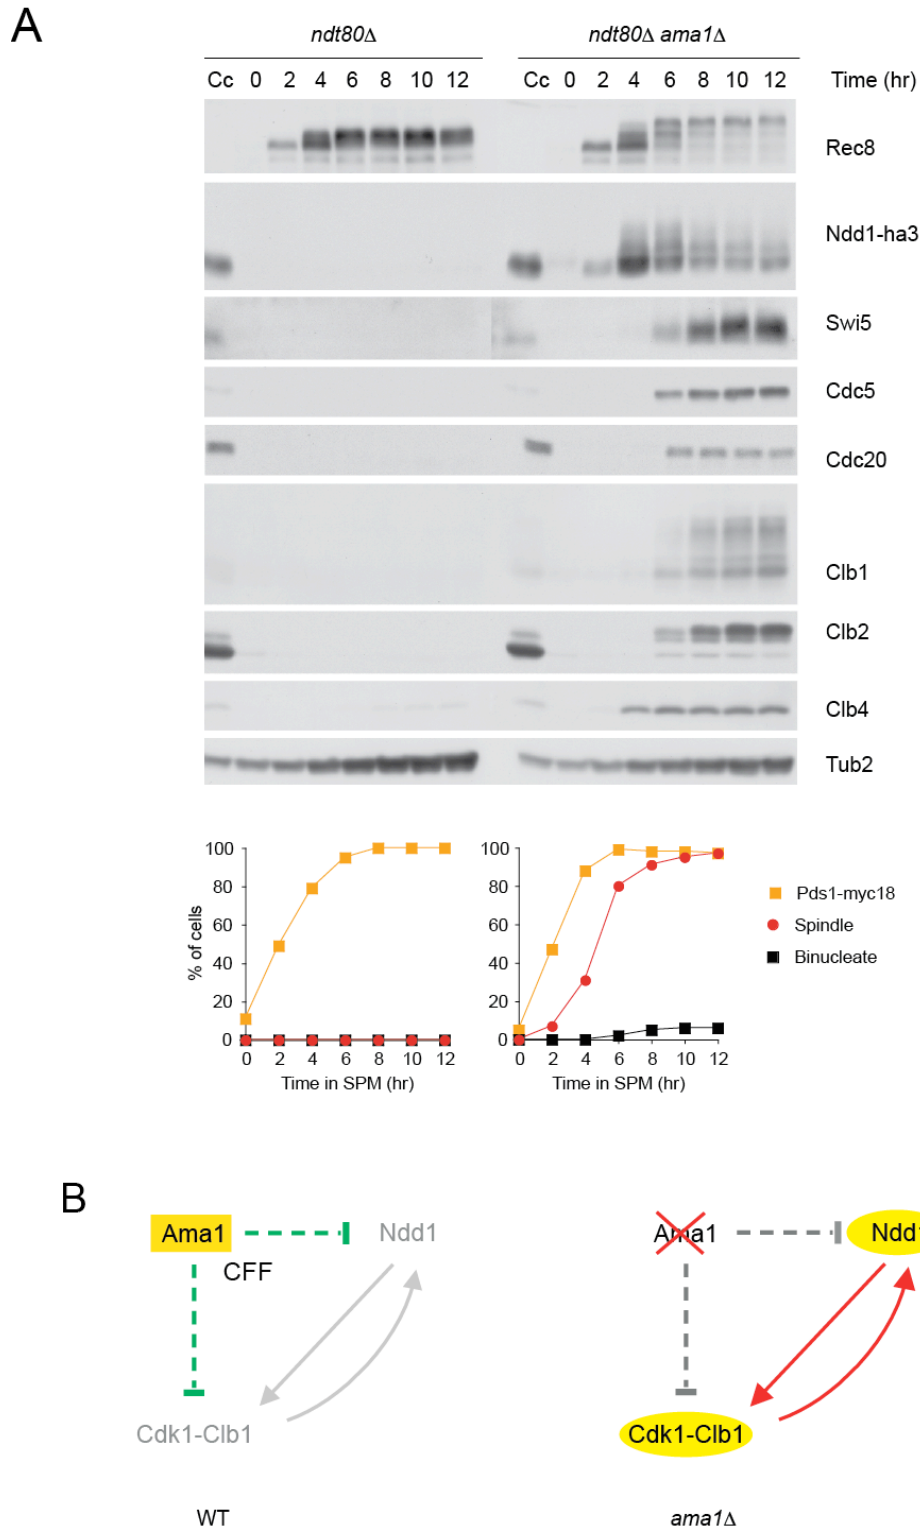 A
ndt80Δ ndt80Δ ama1Δ
Cc 0 2 4 6 8 10 12 Cc 0 2 4 6 8 10 12 Time (hr)
Rec8
Ndd1-ha3
Swi5
Cdc5
Cdc20
Clb1
Clb2
Clb4
Tub2
% of cells
100
80
60
40
20
0
0 2 4 6 8 10 12
Time in SPM (hr)
100
80
60
40
20
0
0 2 4 6 8 10 12
Time in SPM (hr)
Pds1-myc18
Spindle
Binucleate
B
Ama1 Ndd1
CFF
Cdk1-Clb1
WT
Ama1 Ndd1
Cdk1-Clb1
ama1Δ